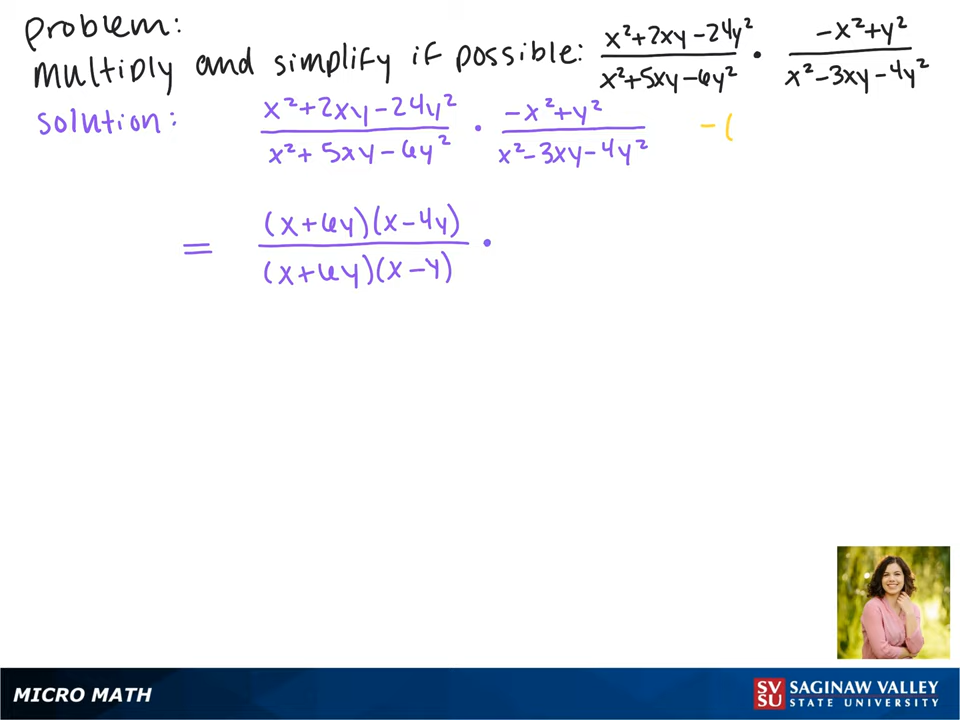 problem:
multiply and simplify if possible: (x²+2xy-24y²)/(x²+5xy-6y²) · (-x²+y²)/(x²-3xy-4y²)
solution: (x²+2xy-24y²)/(x²+5xy-6y²) · (-x²+y²)/(x²-3xy-4y²) -(
= ((x+6y)(x-4y))/((x+6y)(x-y)) ·
MICRO MATH
SV SU SAGINAW VALLEY
STATE UNIVERSITY